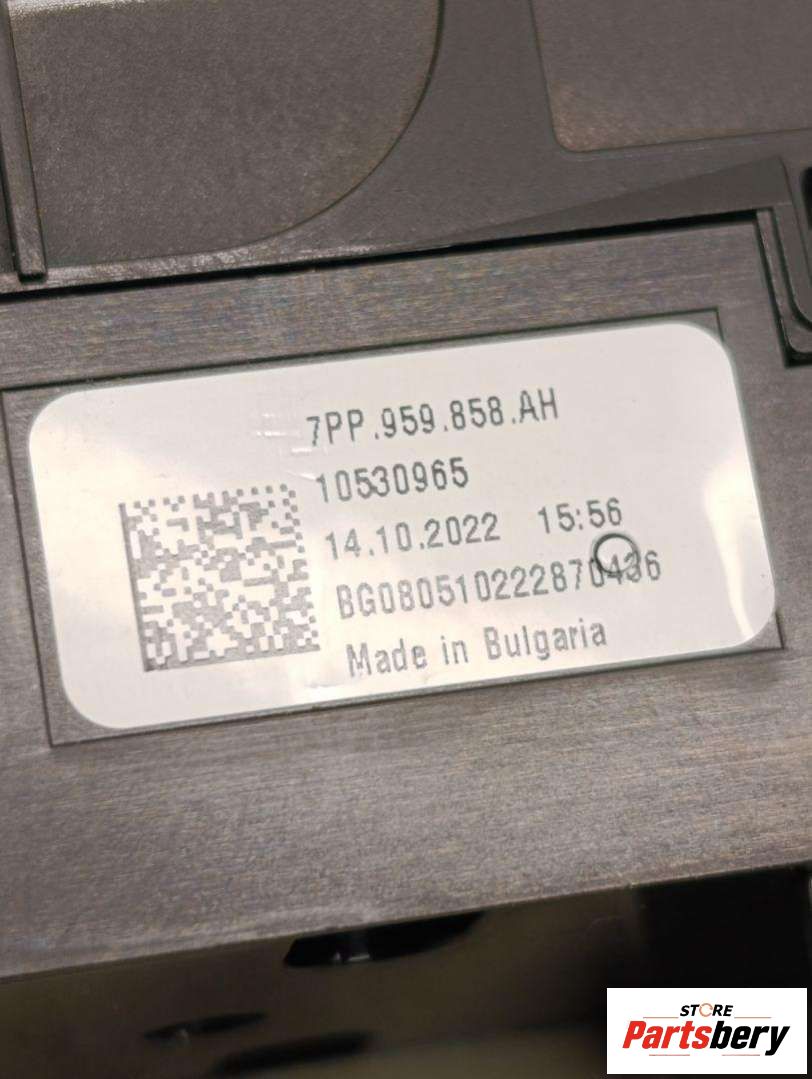 7PP.959.858.AH
10530965
14.10.2022 15:56
BG080510222870436
Made in Bulgaria
STORE
Partsbery